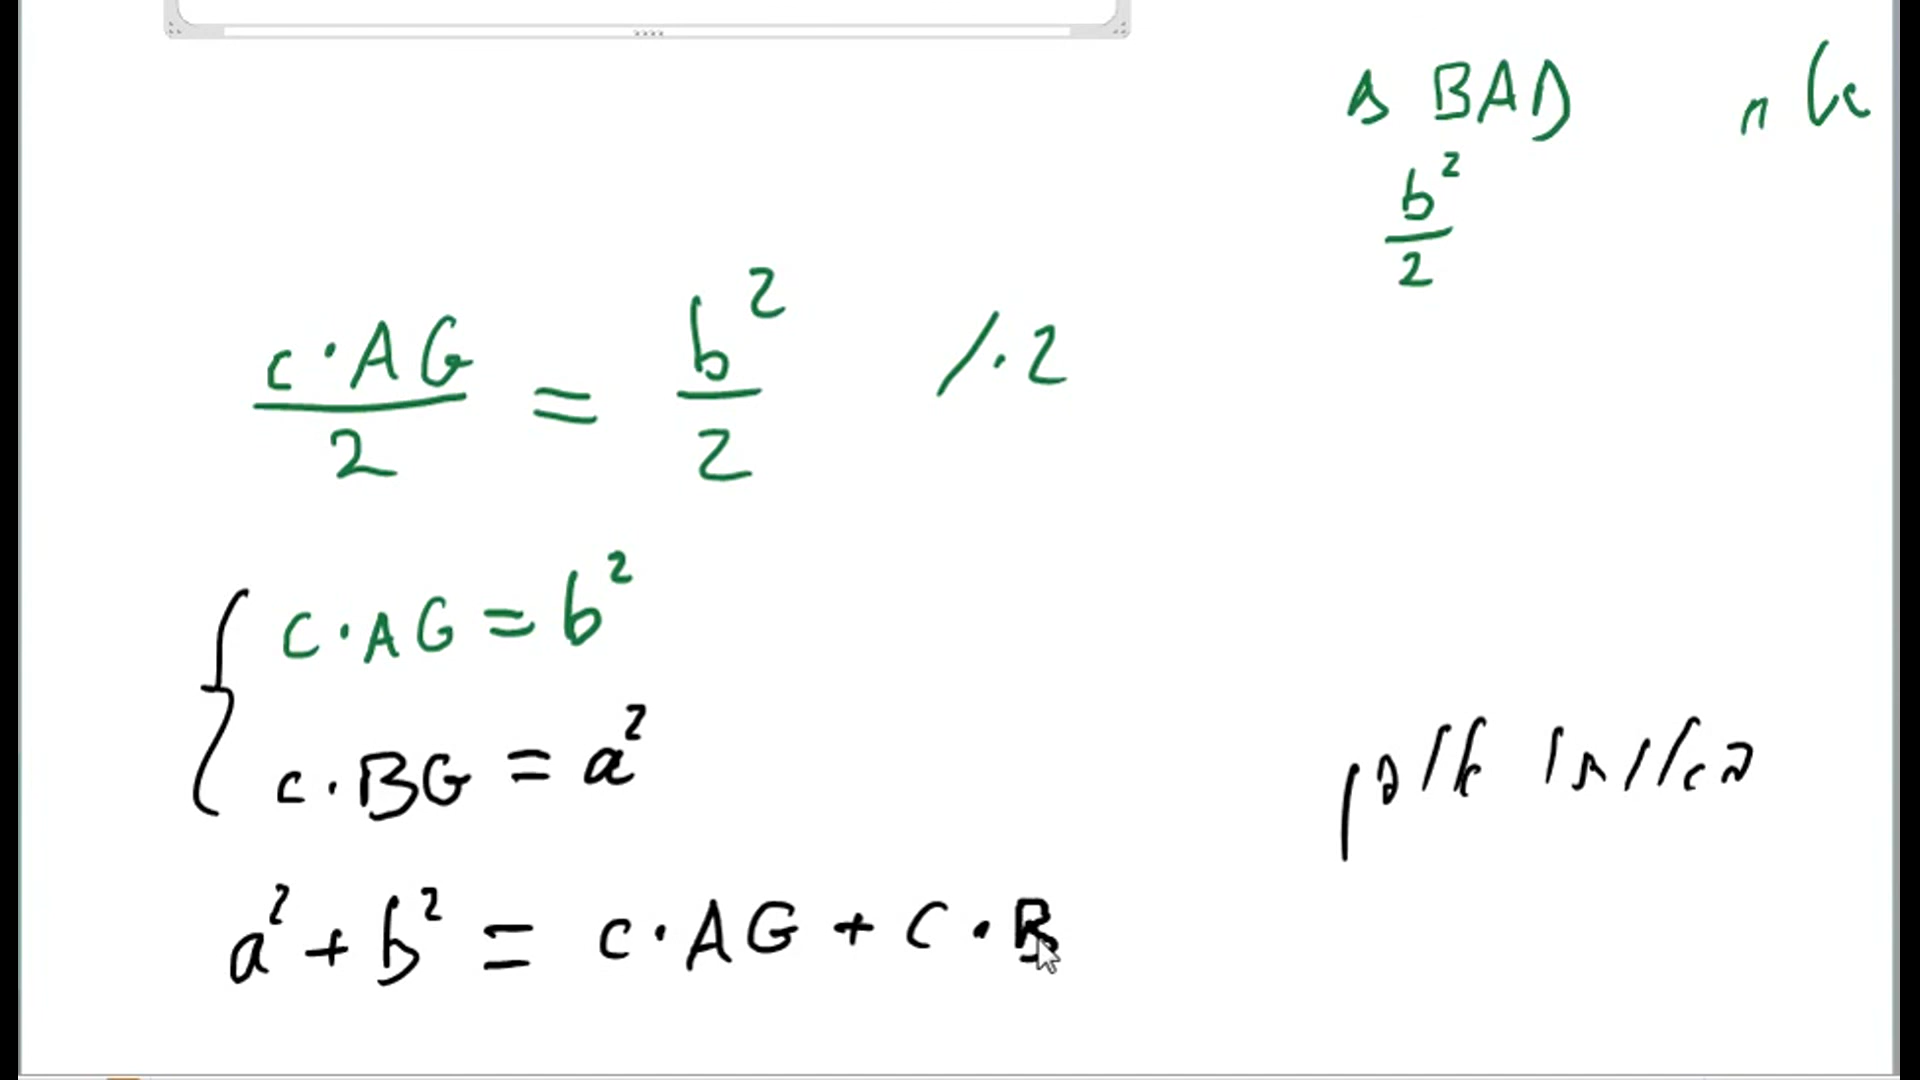 △ BAD
b²/2
c·AG/2 = b²/2 /·2
c·AG = b²
c·BG = a²
a² + b² = c·AG + c·B